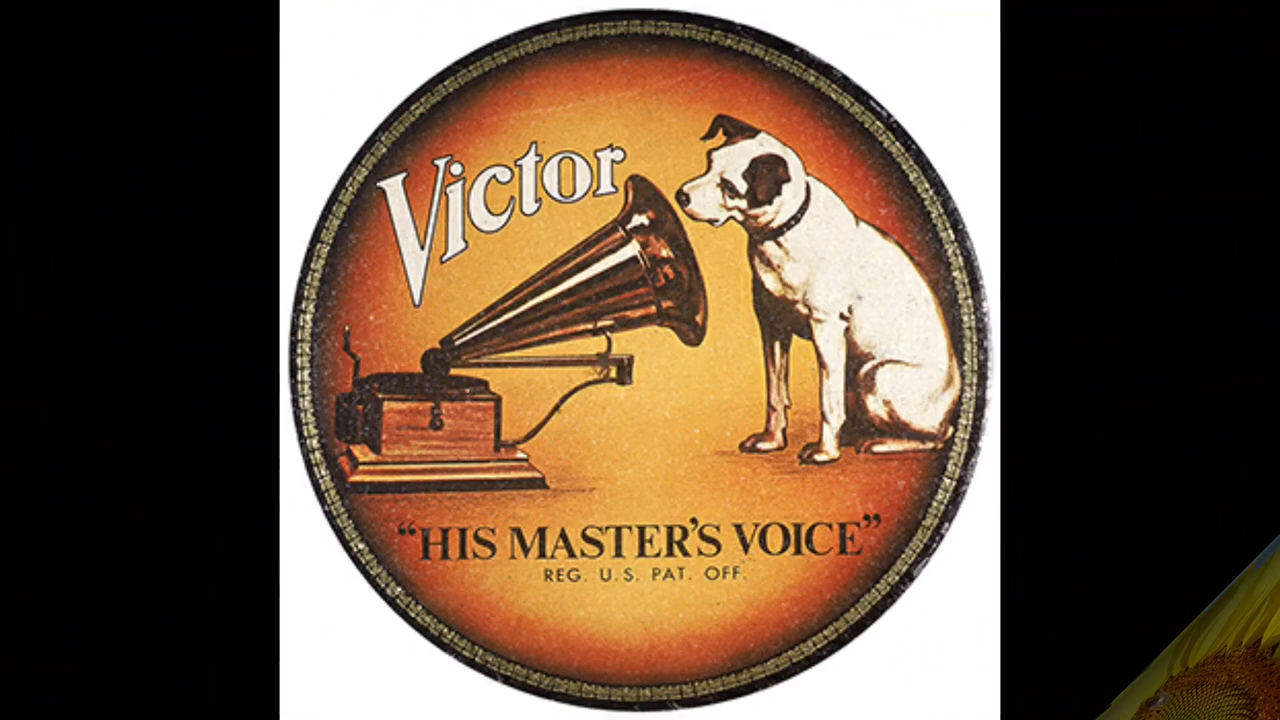 Victor
“HIS MASTER’S VOICE”
REG. U.S. PAT. OFF.